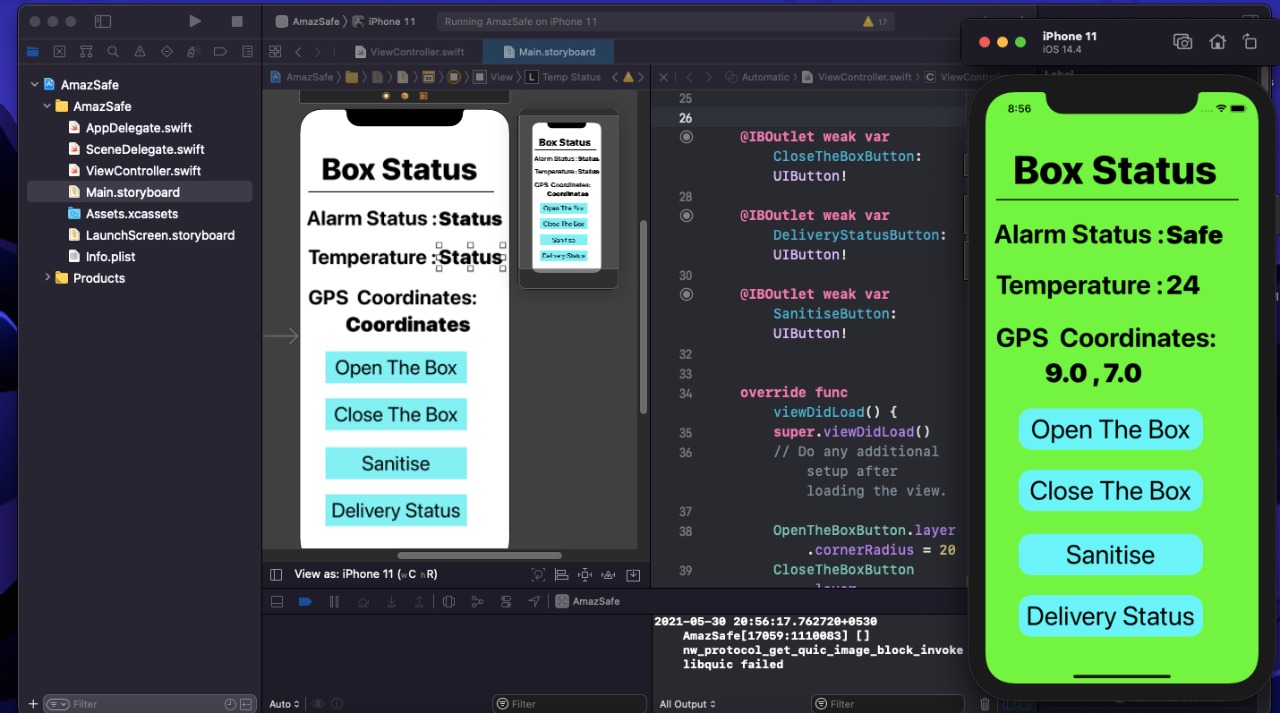 AmazSafe
iPhone 11
Running AmazSafe on iPhone 11
17
ViewController.swift
Main.storyboard
AmazSafe
View
L
Temp Status
Automatic
ViewController.swift
C
AmazSafe
AmazSafe
AppDelegate.swift
SceneDelegate.swift
ViewController.swift
Main.storyboard
Assets.xcassets
LaunchScreen.storyboard
Info.plist
Products
Filter
Box Status
Alarm Status : Status
Temperature : Status
GPS Coordinates:
Coordinates
Open The Box
Close The Box
Sanitise
Delivery Status
Box Status
Alarm Status : Status
Temperature : Status
GPS Coordinates:
Coordinates
Open The Box
Close The Box
Sanitise
Delivery Status
View as: iPhone 11 (wC hR)
25
26
@IBOutlet weak var
CloseTheBoxButton:
UIButton!
28
@IBOutlet weak var
DeliveryStatusButton:
UIButton!
30
@IBOutlet weak var
SanitiseButton:
UIButton!
32
33
34 override func
viewDidLoad() {
35 super.viewDidLoad()
36 // Do any additional
setup after
loading the view.
37
38 OpenTheBoxButton.layer
.cornerRadius = 20
39 CloseTheBoxButton
AmazSafe
2021-05-30 20:56:17.762720+0530
AmazSafe[17059:1110083] []
nw_protocol_get_quic_image_block_invoke
libquic failed
Auto
Filter
All Output
Filter
iPhone 11
iOS 14.4
8:56
Box Status
Alarm Status : Safe
Temperature : 24
GPS Coordinates:
9.0 , 7.0
Open The Box
Close The Box
Sanitise
Delivery Status